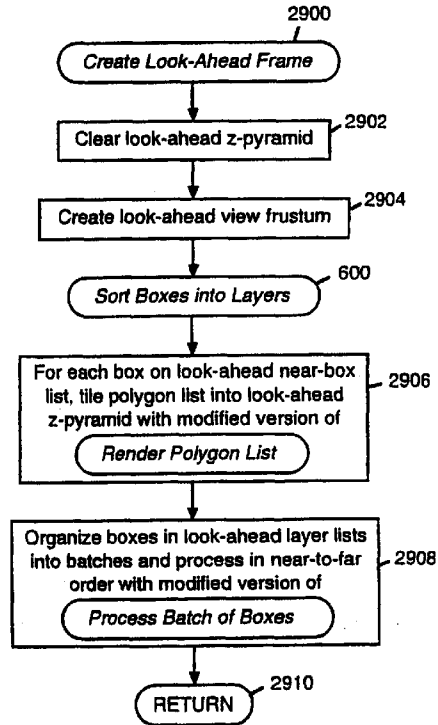 2900
Create Look-Ahead Frame
2902
Clear look-ahead z-pyramid
2904
Create look-ahead view frustum
600
Sort Boxes into Layers
For each box on look-ahead near-box
list, tile polygon list into look-ahead
z-pyramid with modified version of
Render Polygon List
2906
Organize boxes in look-ahead layer lists
into batches and process in near-to-far
order with modified version of
Process Batch of Boxes
2908
RETURN
2910